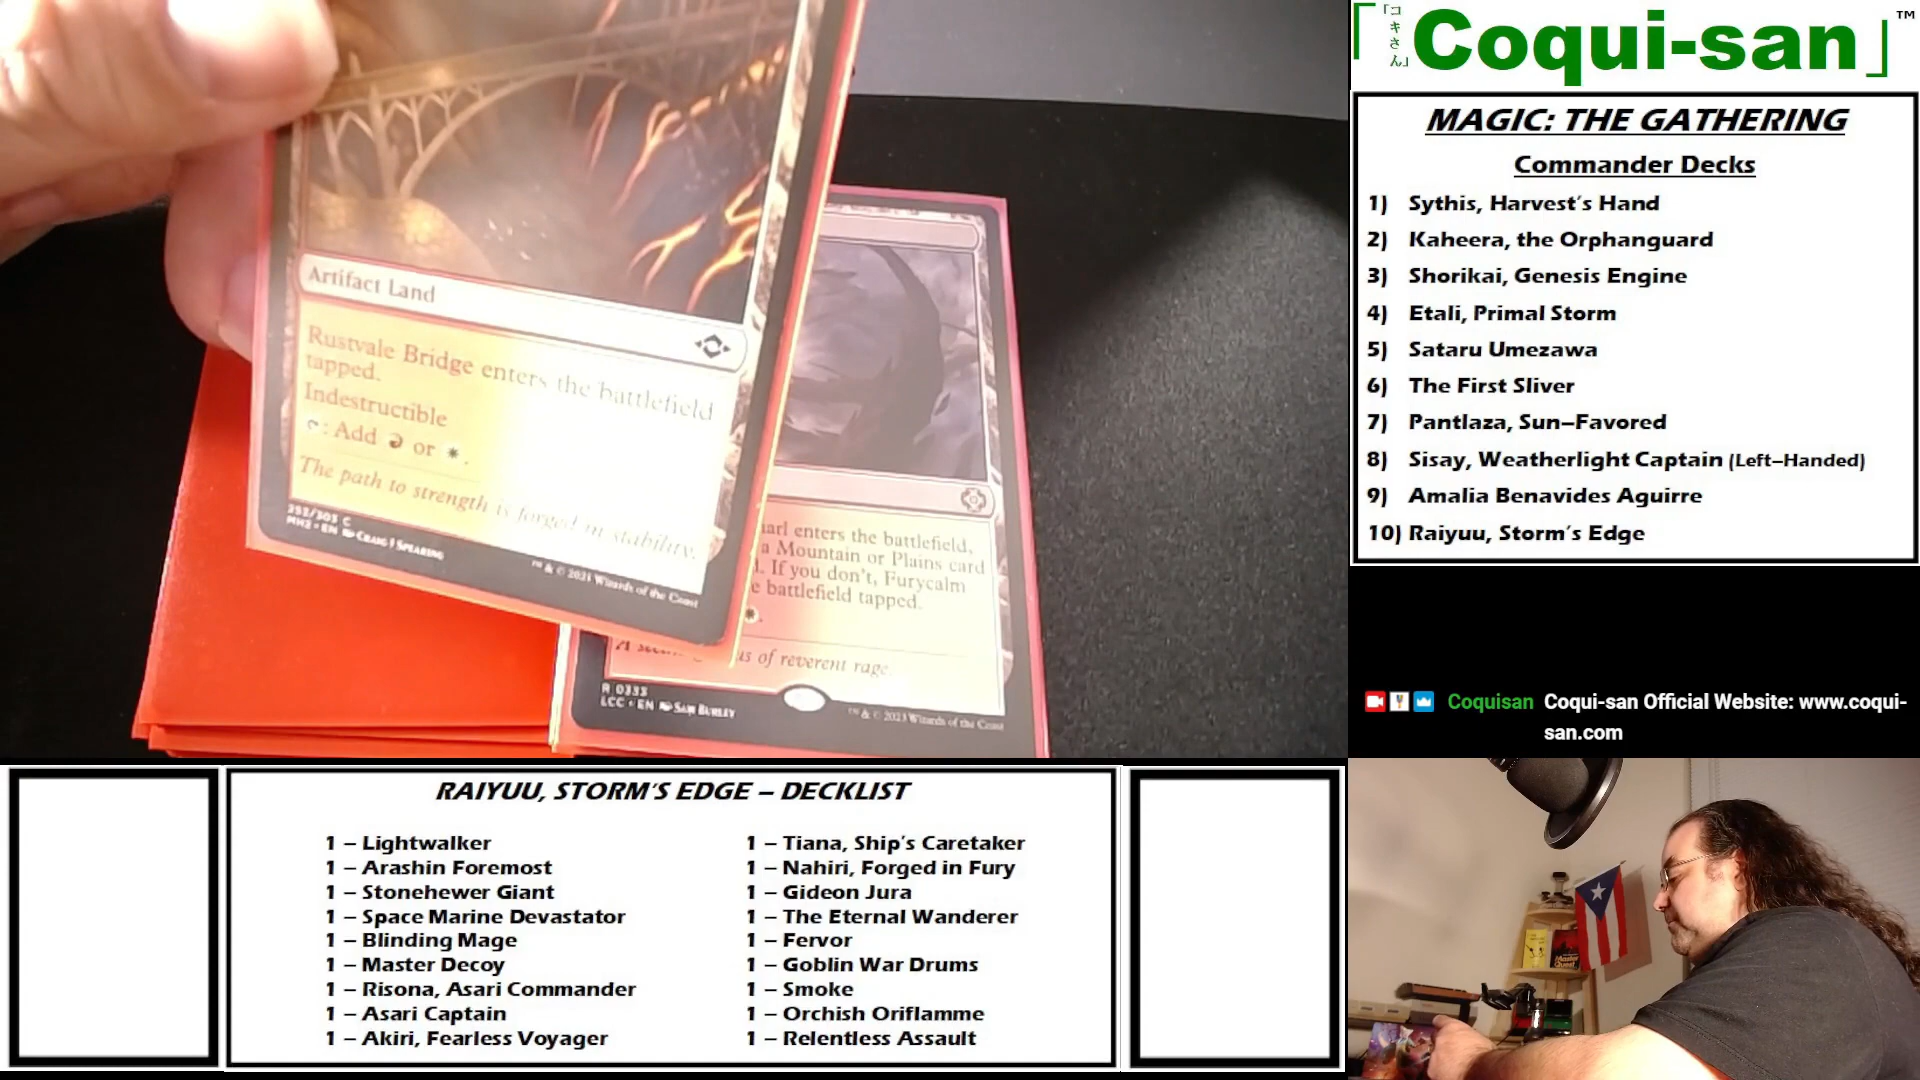 Artifact Land
Rustvale Bridge enters the battlefield
tapped.
Indestructible
: Add or .
The path to strength is forged in stability.
MH2 • EN Craig J Spearing
™ & © 2021 Wizards of the Coast
enters the battlefield,
a Mountain or Plains card
If you don't, Furycalm
battlefield tapped.
of reverent rage.
R 0333
LCC • EN Sam Burley
™ & © 2023 Wizards of the Coast
「コキさん」
「Coqui-san」™
MAGIC: THE GATHERING
Commander Decks
1) Sythis, Harvest's Hand
2) Kaheera, the Orphanguard
3) Shorikai, Genesis Engine
4) Etali, Primal Storm
5) Sataru Umezawa
6) The First Sliver
7) Pantlaza, Sun-Favored
8) Sisay, Weatherlight Captain (Left-Handed)
9) Amalia Benavides Aguirre
10) Raiyuu, Storm's Edge
Coquisan Coqui-san Official Website: www.coqui-
san.com
RAIYUU, STORM'S EDGE – DECKLIST
1 – Lightwalker
1 – Arashin Foremost
1 – Stonehewer Giant
1 – Space Marine Devastator
1 – Blinding Mage
1 – Master Decoy
1 – Risona, Asari Commander
1 – Asari Captain
1 – Akiri, Fearless Voyager
1 – Tiana, Ship's Caretaker
1 – Nahiri, Forged in Fury
1 – Gideon Jura
1 – The Eternal Wanderer
1 – Fervor
1 – Goblin War Drums
1 – Smoke
1 – Orchish Oriflamme
1 – Relentless Assault